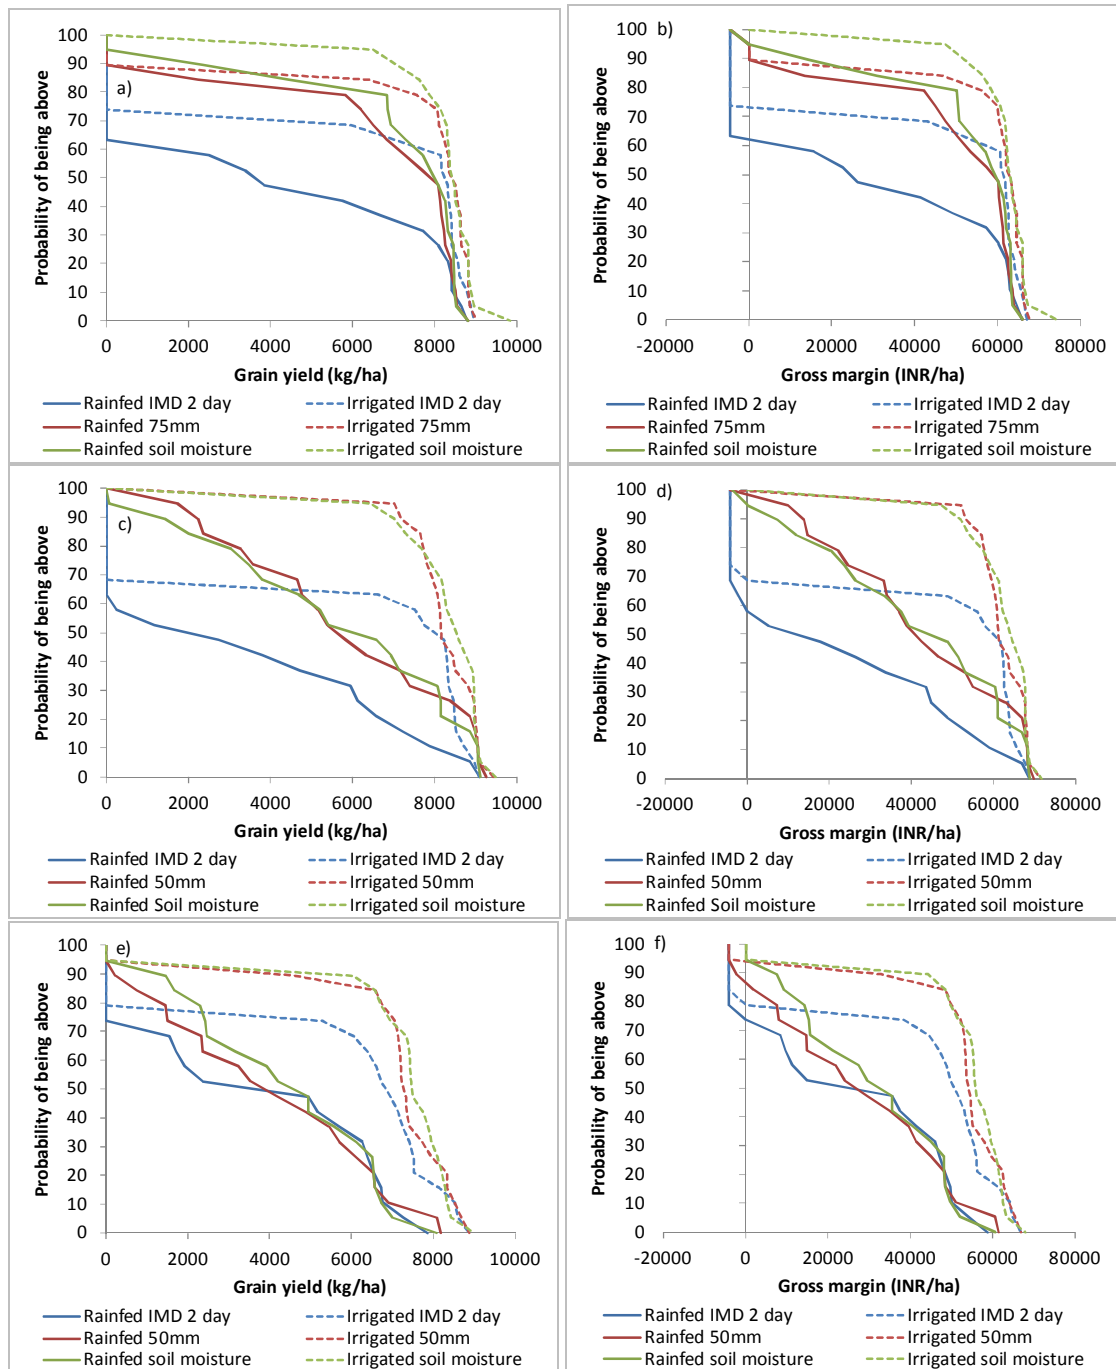 a)
Probability of being above
100
90
80
70
60
50
40
30
20
10
0
0 2000 4000 6000 8000 10000
Grain yield (kg/ha)
Rainfed IMD 2 day Irrigated IMD 2 day
Rainfed 75mm Irrigated 75mm
Rainfed soil moisture Irrigated soil moisture
b)
Probability of being above
100
90
80
70
60
50
40
30
20
10
0
-20000 0 20000 40000 60000 80000
Gross margin (INR/ha)
Rainfed IMD 2 day Irrigated IMD 2 day
Rainfed 75mm Irrigated 75mm
Rainfed soil moisture Irrigated soil moisture
c)
Probability of being above
100
90
80
70
60
50
40
30
20
10
0
0 2000 4000 6000 8000 10000
Grain yield (kg/ha)
Rainfed IMD 2 day Irrigated IMD 2 day
Rainfed 50mm Irrigated 50mm
Rainfed Soil moisture Irrigated soil moisture
d)
Probability of being above
100
90
80
70
60
50
40
30
20
10
0
-20000 0 20000 40000 60000 80000
Gross margin (INR/ha)
Rainfed IMD 2 day Irrigated IMD 2 day
Rainfed 50mm Irrigated 50mm
Rainfed Soil moisture Irrigated soil moisture
e)
Probability of being above
100
90
80
70
60
50
40
30
20
10
0
0 2000 4000 6000 8000 10000
Grain yield (kg/ha)
Rainfed IMD 2 day Irrigated IMD 2 day
Rainfed 50mm Irrigated 50mm
Rainfed soil moisture Irrigated soil moisture
f)
Probability of being above
100
90
80
70
60
50
40
30
20
10
0
-20000 0 20000 40000 60000 80000
Gross margin (INR/ha)
Rainfed IMD 2 day Irrigated IMD 2 day
Rainfed 50mm Irrigated 50mm
Rainfed soil moisture Irrigated soil moisture